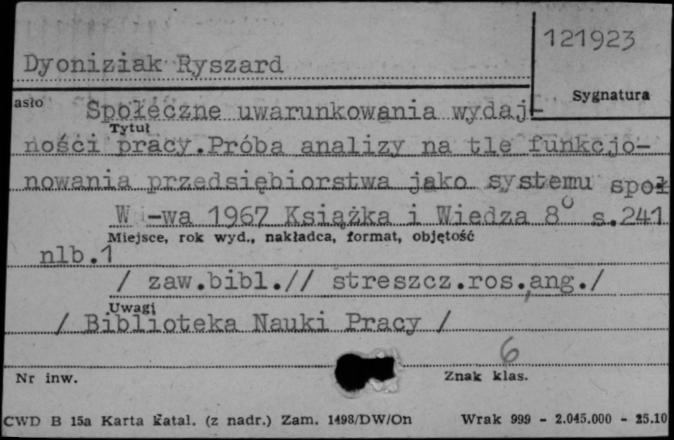 121923
Dyoniziak Ryszard
Sygnatura
asło
Społeczne uwarunkowania wydaj-
Tytuł
ności pracy.Próba analizy na tle funkcjo-
nowania przedsiębiorstwa jako systemu społ
W-wa 1967 Książka i Wiedza 8° s.241
Miejsce, rok wyd., nakładca, format, objętość
nlb.1
/ zaw.bibl.// streszcz.ros.,ang./
Uwagi
/ Biblioteka Nauki Pracy /
6
Nr inw.
Znak klas.
CWD B 15a Karta katal. (z nadr.) Zam. 1498/DW/On Wrak 999 - 2.045.000 - 25.10